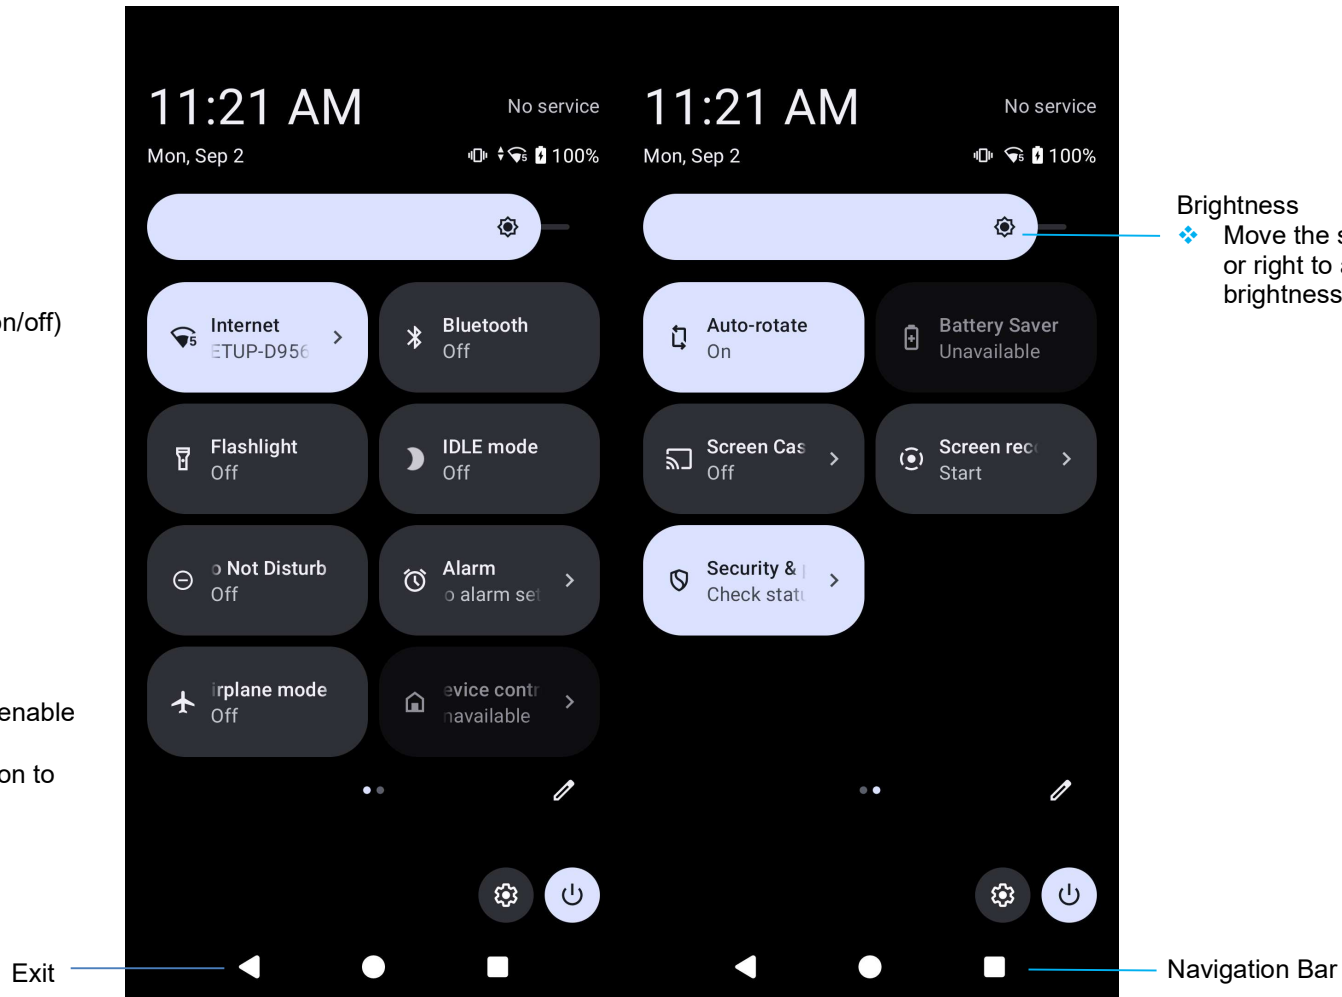 11:21 AM
No service
Mon, Sep 2
5 100%
Internet
ETUP-D956
Bluetooth
Off
Flashlight
Off
IDLE mode
Off
o Not Disturb
Off
Alarm
o alarm set
irplane mode
Off
evice contr
navailable
11:21 AM
No service
Mon, Sep 2
5 100%
Auto-rotate
On
Battery Saver
Unavailable
Screen Cas
Off
Screen rec
Start
Security &
Check stat
Brightness
Move the
or right to
brightness
n/off)
enable
on to
Exit
Navigation Bar